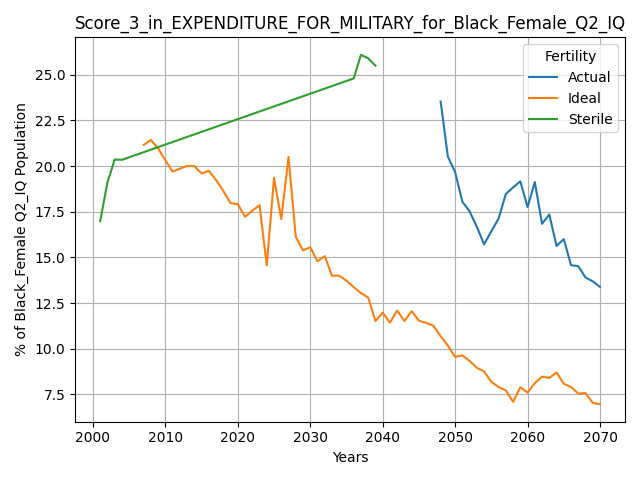 Score_3_in_EXPENDITURE_FOR_MILITARY_for_Black_Female_Q2_IQ
Fertility
Actual
Ideal
Sterile
% of Black_Female Q2_IQ Population
25.0
22.5
20.0
17.5
15.0
12.5
10.0
7.5
2000 2010 2020 2030 2040 2050 2060 2070
Years